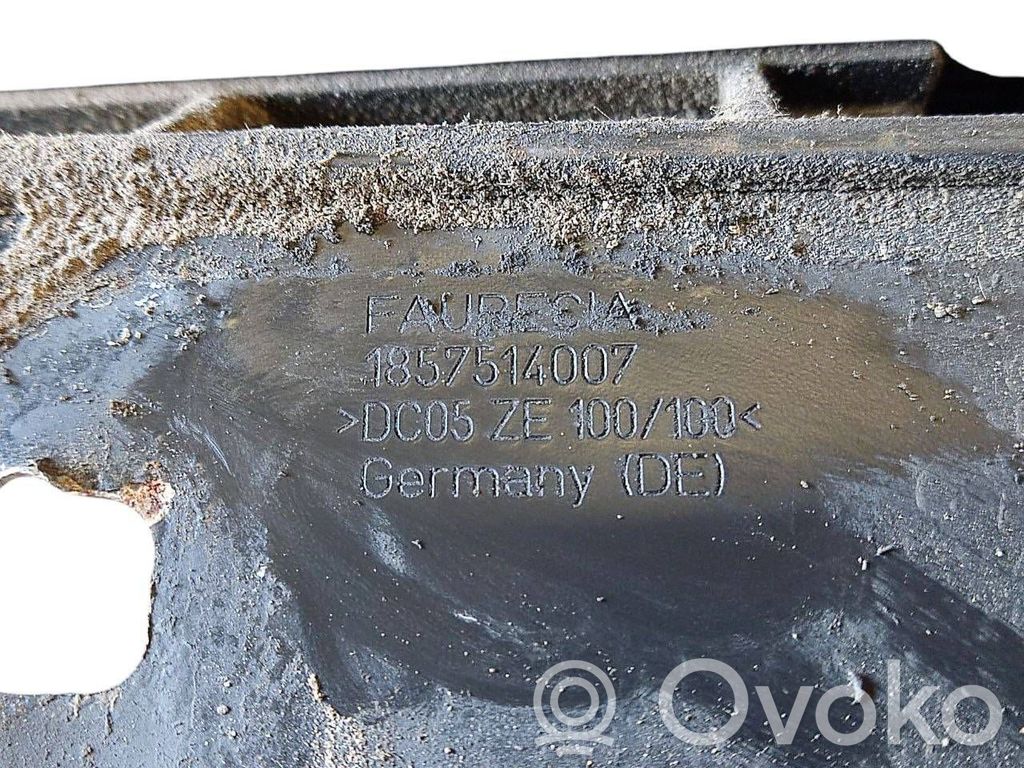 FAURECIA
1857514007
>DC05 ZE 100/100<
Germany (DE)
Ovoko